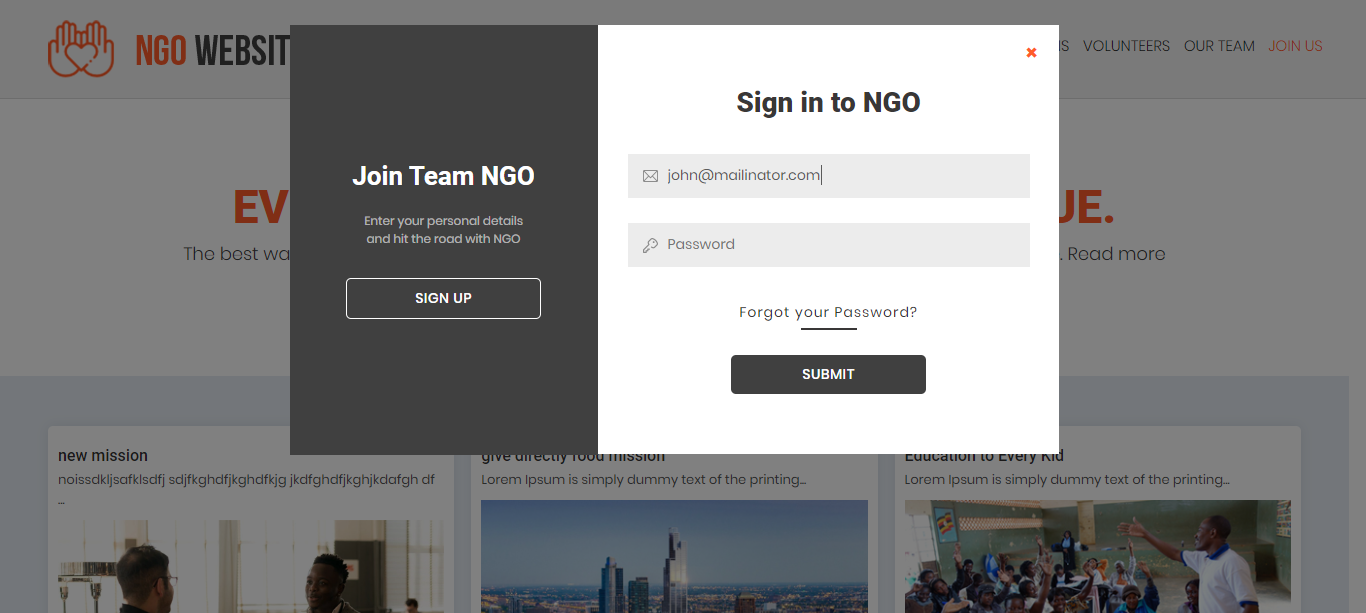 NGO WEBSIT
VOLUNTEERS OUR TEAM JOIN US
✖
Sign in to NGO
Join Team NGO
john@mailinator.com
Enter your personal details
and hit the road with NGO
Password
SIGN UP
Forgot your Password?
SUBMIT
The best
Read more
new mission
give directly food mission
Education to Every Kid
noissdkljsafklsdfj sdjfkghdfjkghdfkjg jkdfghdfjkghjkdafgh df
...
Lorem Ipsum is simply dummy text of the printing...
Lorem Ipsum is simply dummy text of the printing...